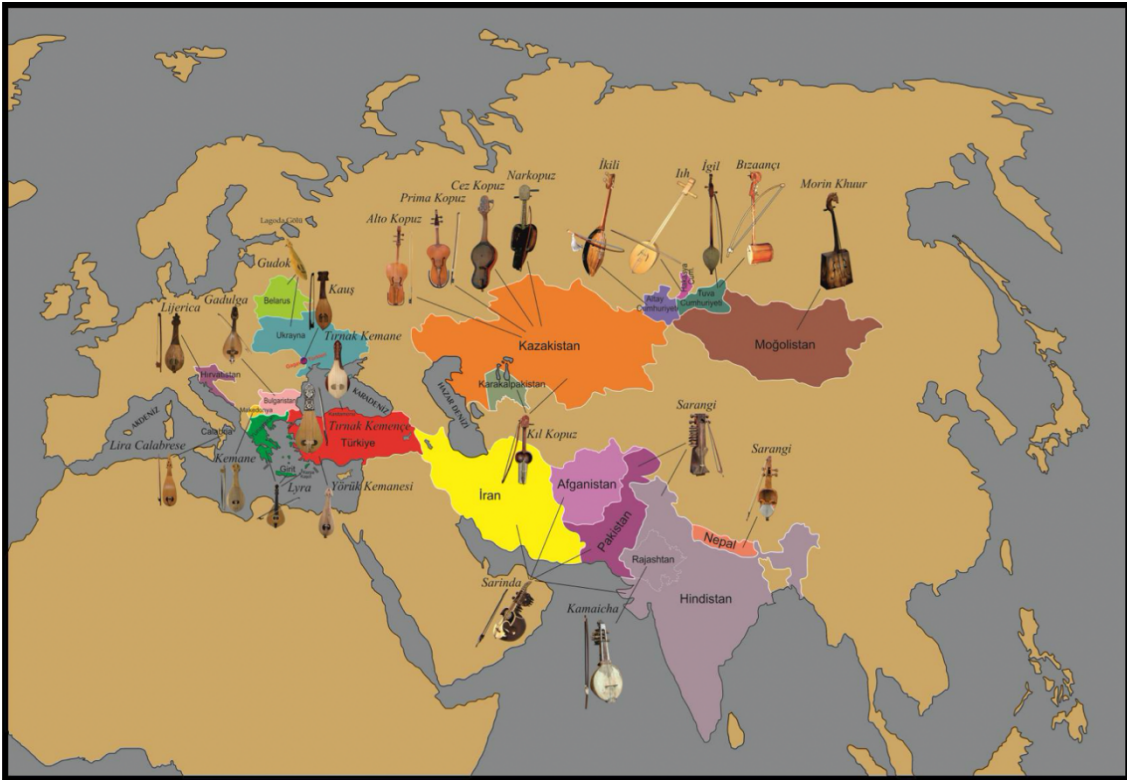 İkili
Ith
İgil
Bızaançı
Morin Khuur
Narkopuz
Cez Kopuz
Prima Kopuz
Alto Kopuz
Gudok
Kauş
Belarus
Altay
Cumhuriyeti
Tuva
Cumhuriyeti
Lijerica
Gadulga
Ukrayna
Tırnak Kemane
Kazakistan
Moğolistan
Hırvatistan
Karakalpakistan
HAZAR DENİZİ
KARADENİZ
Bulgaristan
Makedonya
AKDENİZ
Calabria
Tırnak Kemençe
Türkiye
Kıl Kopuz
Sarangi
Lira Calabrese
Kemane
Girit
Lyra
Yörük Kemanesi
İran
Afganistan
Pakistan
Sarangi
Nepal
Rajashtan
Hindistan
Sarinda
Kamaicha